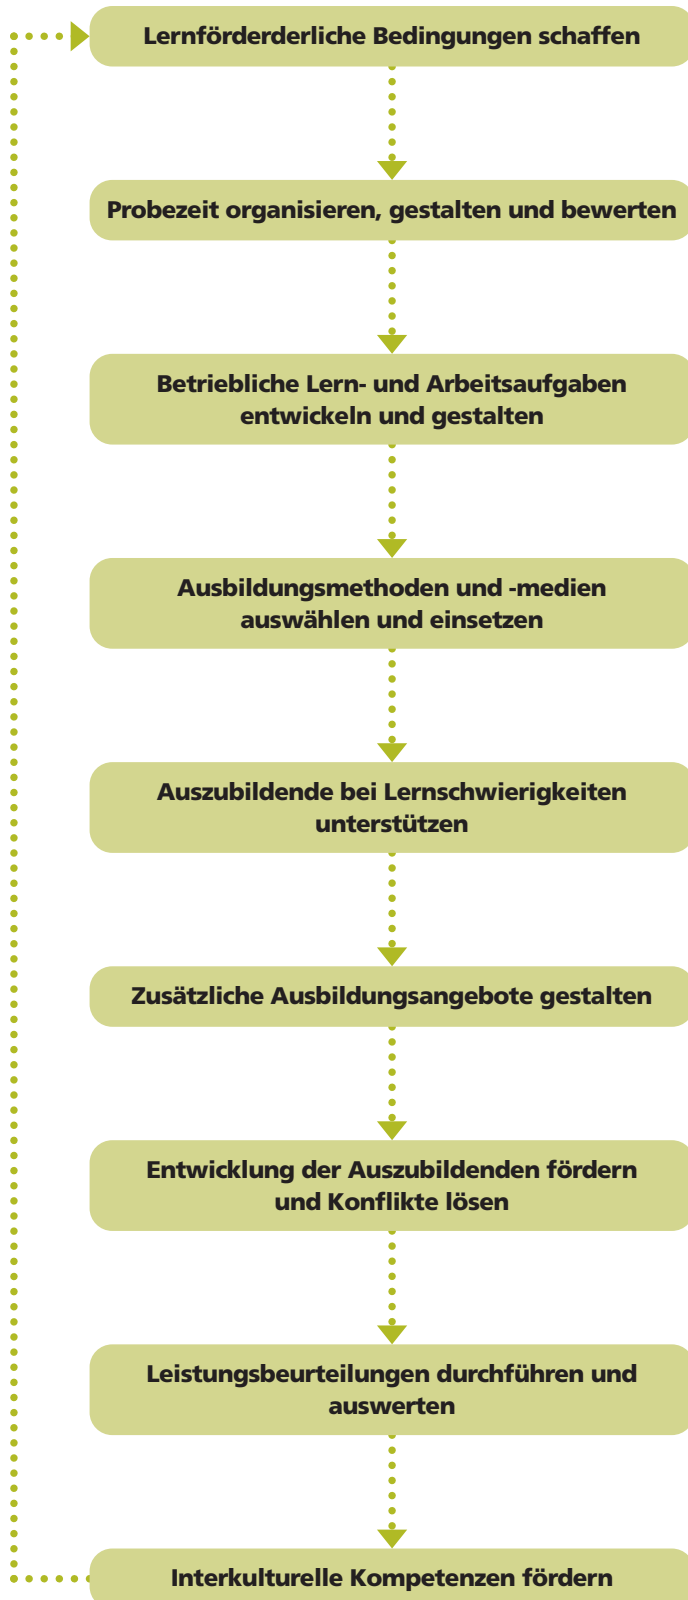 Lernförderderliche Bedingungen schaffen
Probezeit organisieren, gestalten und bewerten
Betriebliche Lern- und Arbeitsaufgaben
entwickeln und gestalten
Ausbildungsmethoden und -medien
auswählen und einsetzen
Auszubildende bei Lernschwierigkeiten
unterstützen
Zusätzliche Ausbildungsangebote gestalten
Entwicklung der Auszubildenden fördern
und Konflikte lösen
Leistungsbeurteilungen durchführen und
auswerten
Interkulturelle Kompetenzen fördern